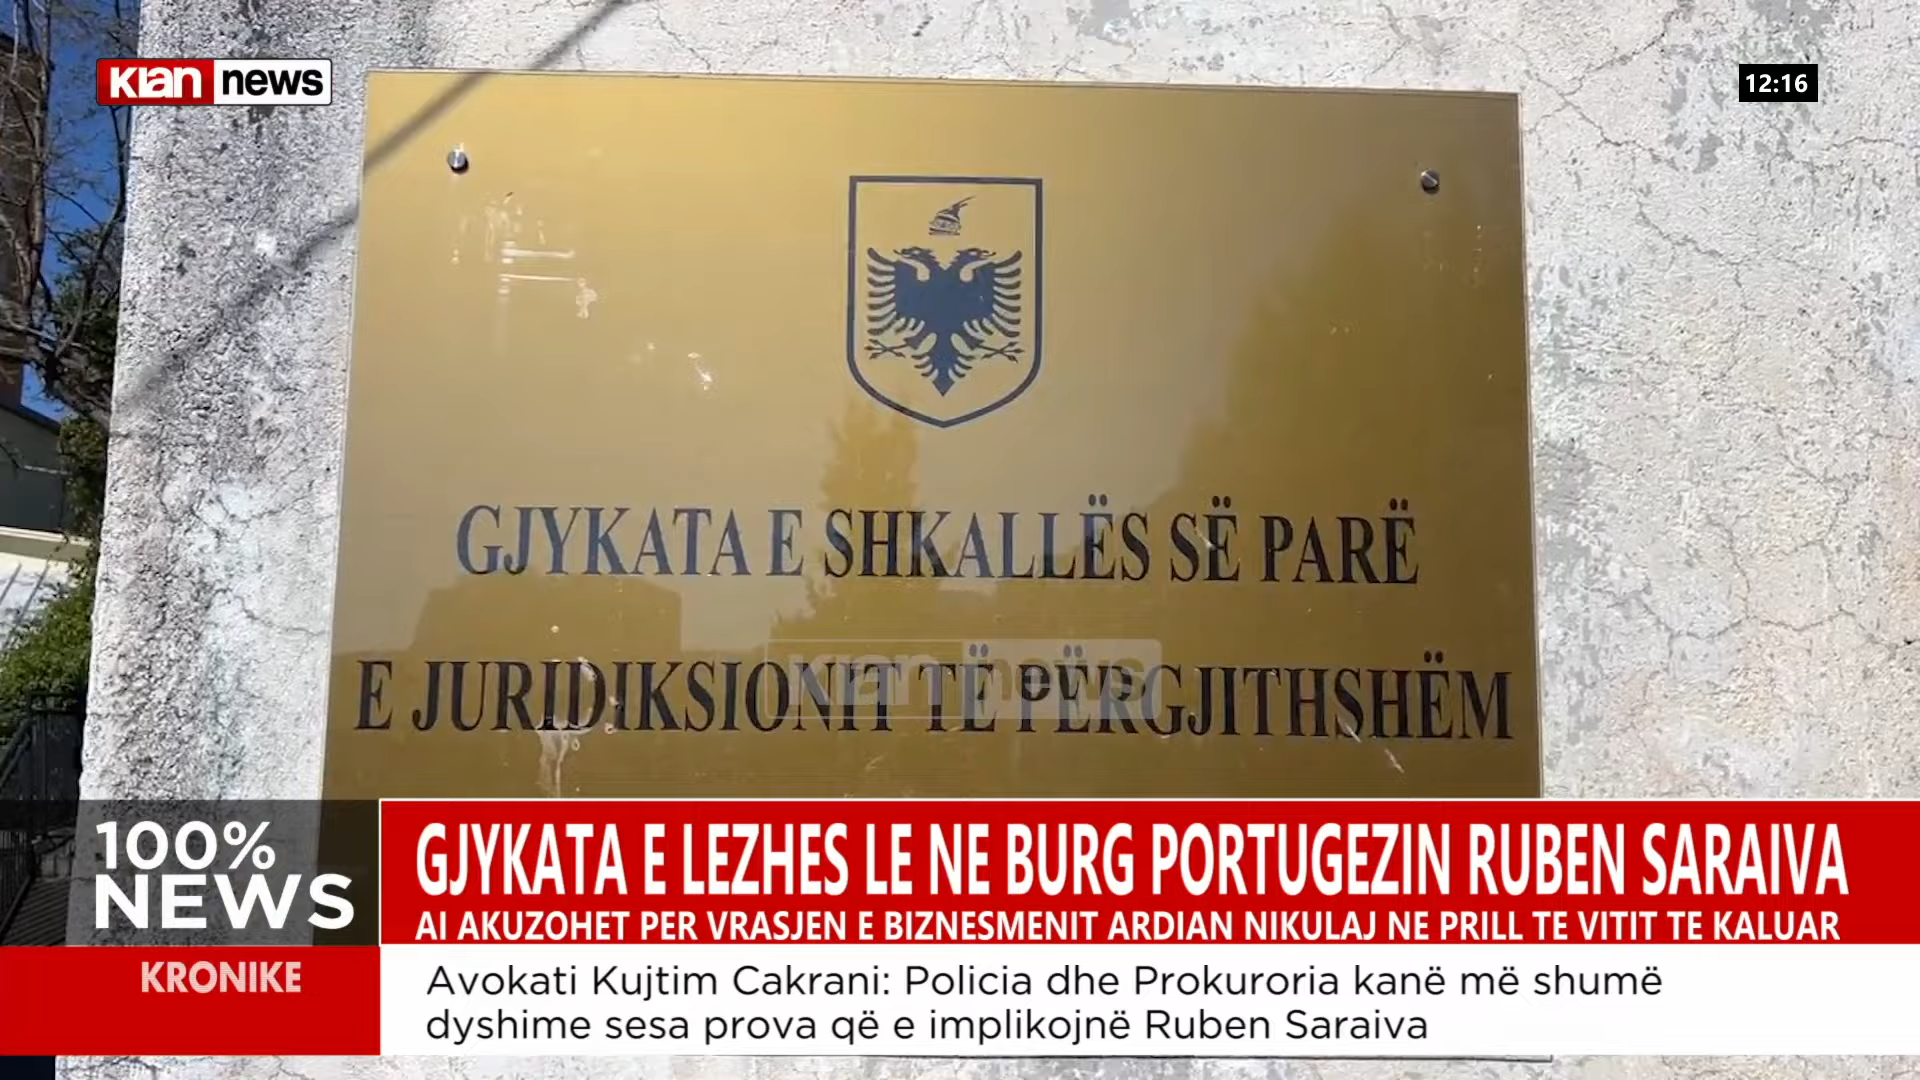 klan news
12:16
GJYKATA E SHKALLËS SË PARË
E JURIDIKSIONIT TË PËRGJITHSHËM
klan news
100%
NEWS
GJYKATA E LEZHES LE NE BURG PORTUGEZIN RUBEN SARAIVA
AI AKUZOHET PER VRASJEN E BIZNESMENIT ARDIAN NIKULAJ NE PRILL TE VITIT TE KALUAR
KRONIKE
Avokati Kujtim Cakrani: Policia dhe Prokuroria kanë më shumë
dyshime sesa prova që e implikojnë Ruben Saraiva